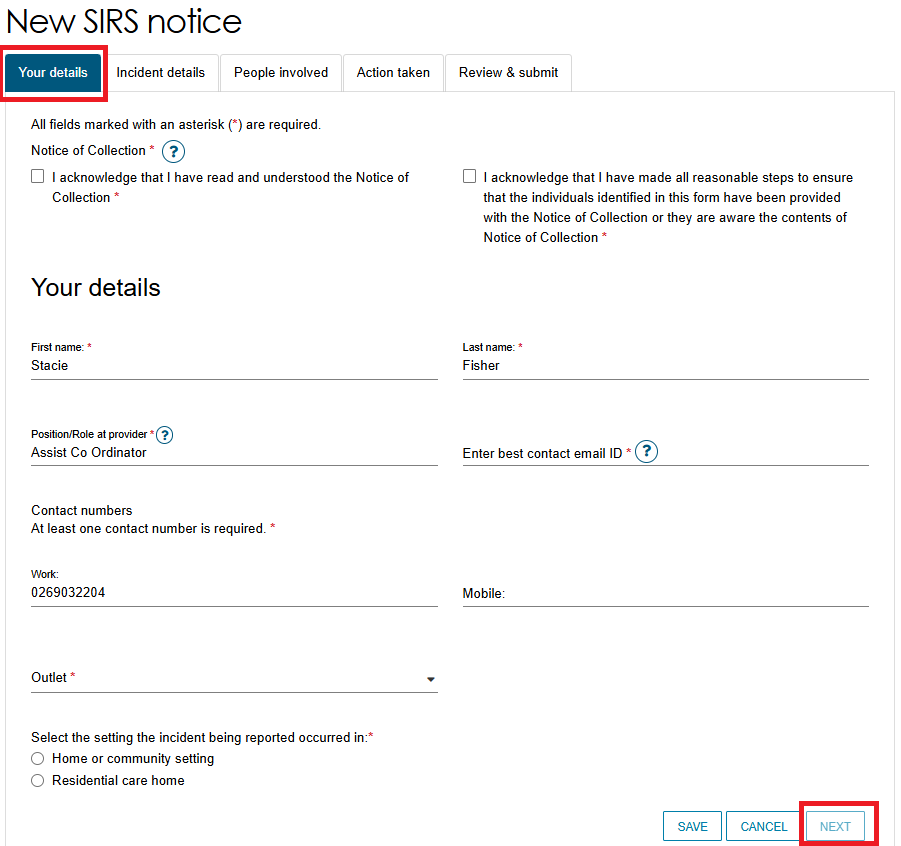 New SIRS notice
Your details
Incident details
People involved
Action taken
Review & submit
All fields marked with an asterisk (*) are required.
Notice of Collection * ?
I acknowledge that I have read and understood the Notice of
Collection *
I acknowledge that I have made all reasonable steps to ensure
that the individuals identified in this form have been provided
with the Notice of Collection or they are aware the contents of
Notice of Collection *
Your details
First name: *
Stacie
Last name: *
Fisher
Position/Role at provider * ?
Assist Co Ordinator
Enter best contact email ID * ?
Contact numbers
At least one contact number is required. *
Work:
0269032204
Mobile:
Outlet *
Select the setting the incident being reported occurred in:*
Home or community setting
Residential care home
SAVE
CANCEL
NEXT